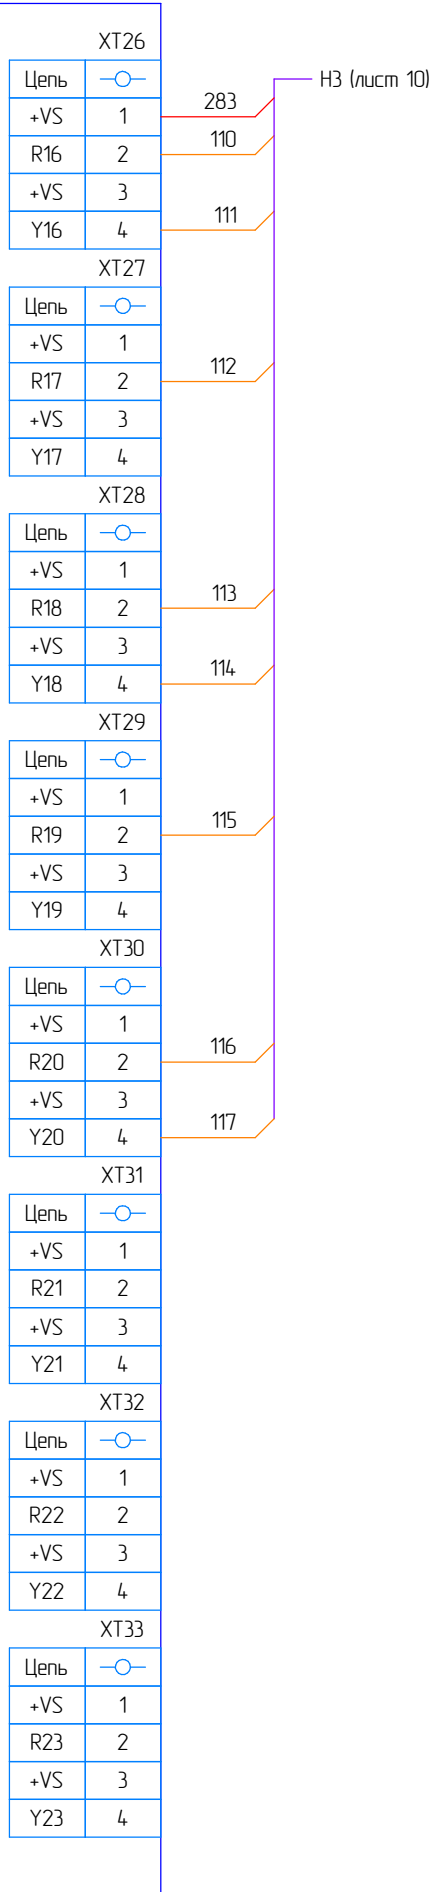 XT26
Цепь
+VS 1 283 Н3 (лист 10)
R16 2 110
+VS 3
Y16 4 111
XT27
Цепь
+VS 1
R17 2 112
+VS 3
Y17 4
XT28
Цепь
+VS 1
R18 2 113
+VS 3
Y18 4 114
XT29
Цепь
+VS 1
R19 2 115
+VS 3
Y19 4
XT30
Цепь
+VS 1
R20 2 116
+VS 3
Y20 4 117
XT31
Цепь
+VS 1
R21 2
+VS 3
Y21 4
XT32
Цепь
+VS 1
R22 2
+VS 3
Y22 4
XT33
Цепь
+VS 1
R23 2
+VS 3
Y23 4